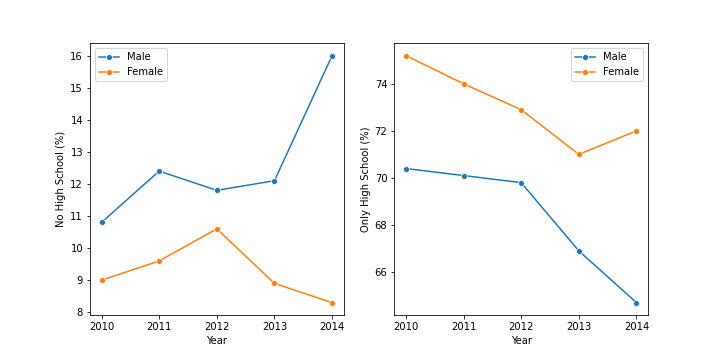 Male
Female
No High School (%)
16
15
14
13
12
11
10
9
8
2010 2011 2012 2013 2014
Year
Male
Female
Only High School (%)
74
72
70
68
66
2010 2011 2012 2013 2014
Year